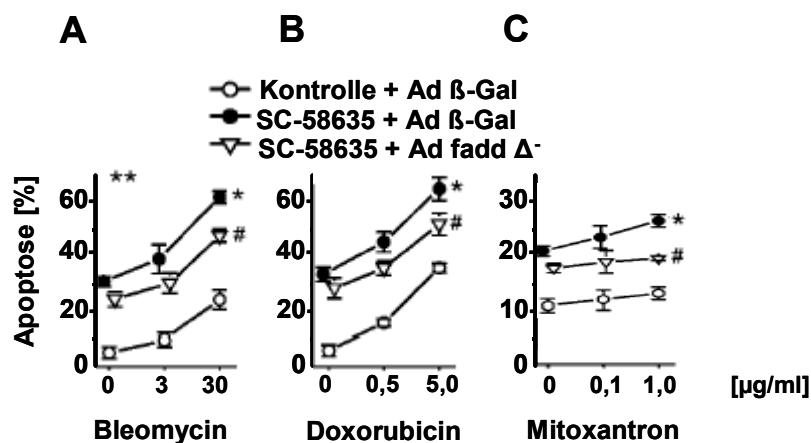 A B C
Kontrolle + Ad ß-Gal
SC-58635 + Ad ß-Gal
SC-58635 + Ad fadd Δ-
Apoptose [%]
**
60
40
20
0
*
#
0 3 30
Bleomycin
60
40
20
0
*
#
0 0,5 5,0
Doxorubicin
30
20
10
0
*
#
0 0,1 1,0
Mitoxantron
[µg/ml]